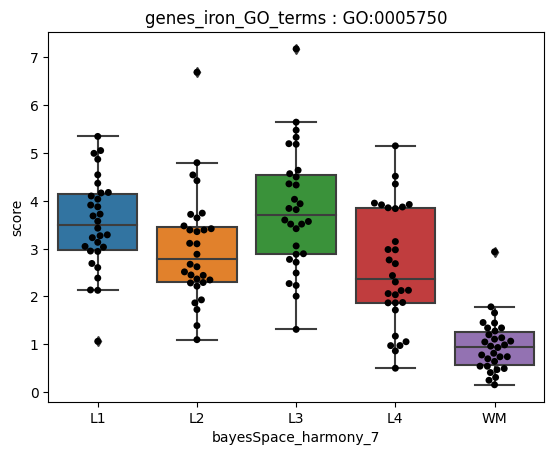 genes_iron_GO_terms : GO:0005750
7
6
5
4
3
2
1
0
score
L1 L2 L3 L4 WM
bayesSpace_harmony_7